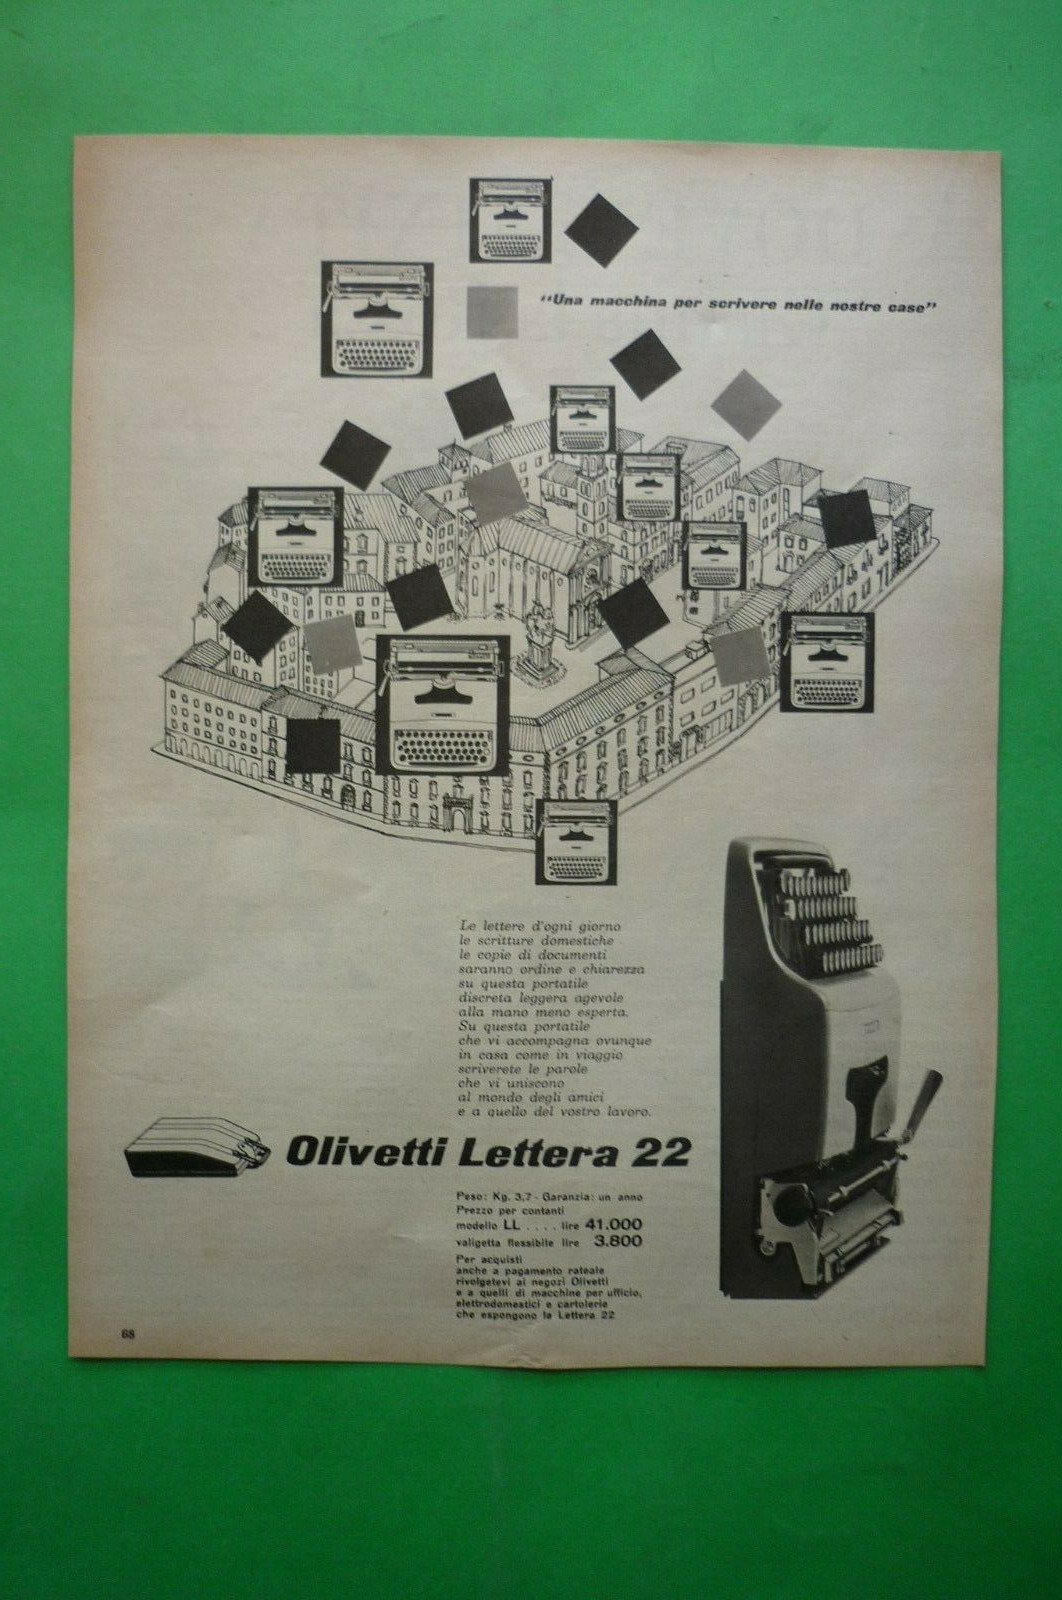 "Una macchina per scrivere nelle nostre case"
Le lettere d'ogni giorno
le scritture domestiche
le copie di documenti
saranno ordine e chiarezza
su questa portatile
discreta leggera agevole
alla mano meno esperta.
Su questa portatile
che vi accompagna ovunque
in casa come in viaggio
scriverete le parole
che vi uniscono
al mondo degli amici
e a quello del vostro lavoro.
Olivetti Lettera 22
Peso: Kg. 3,7 - Garanzia: un anno
Prezzo per contanti
modello LL .... lire 41.000
valigetta flessibile lire 3.800
Per acquisti
anche a pagamento rateale
rivolgetevi ai negozi Olivetti
e a quelli di macchine per ufficio,
elettrodomestici e cartolerie
che espongono la Lettera 22
68